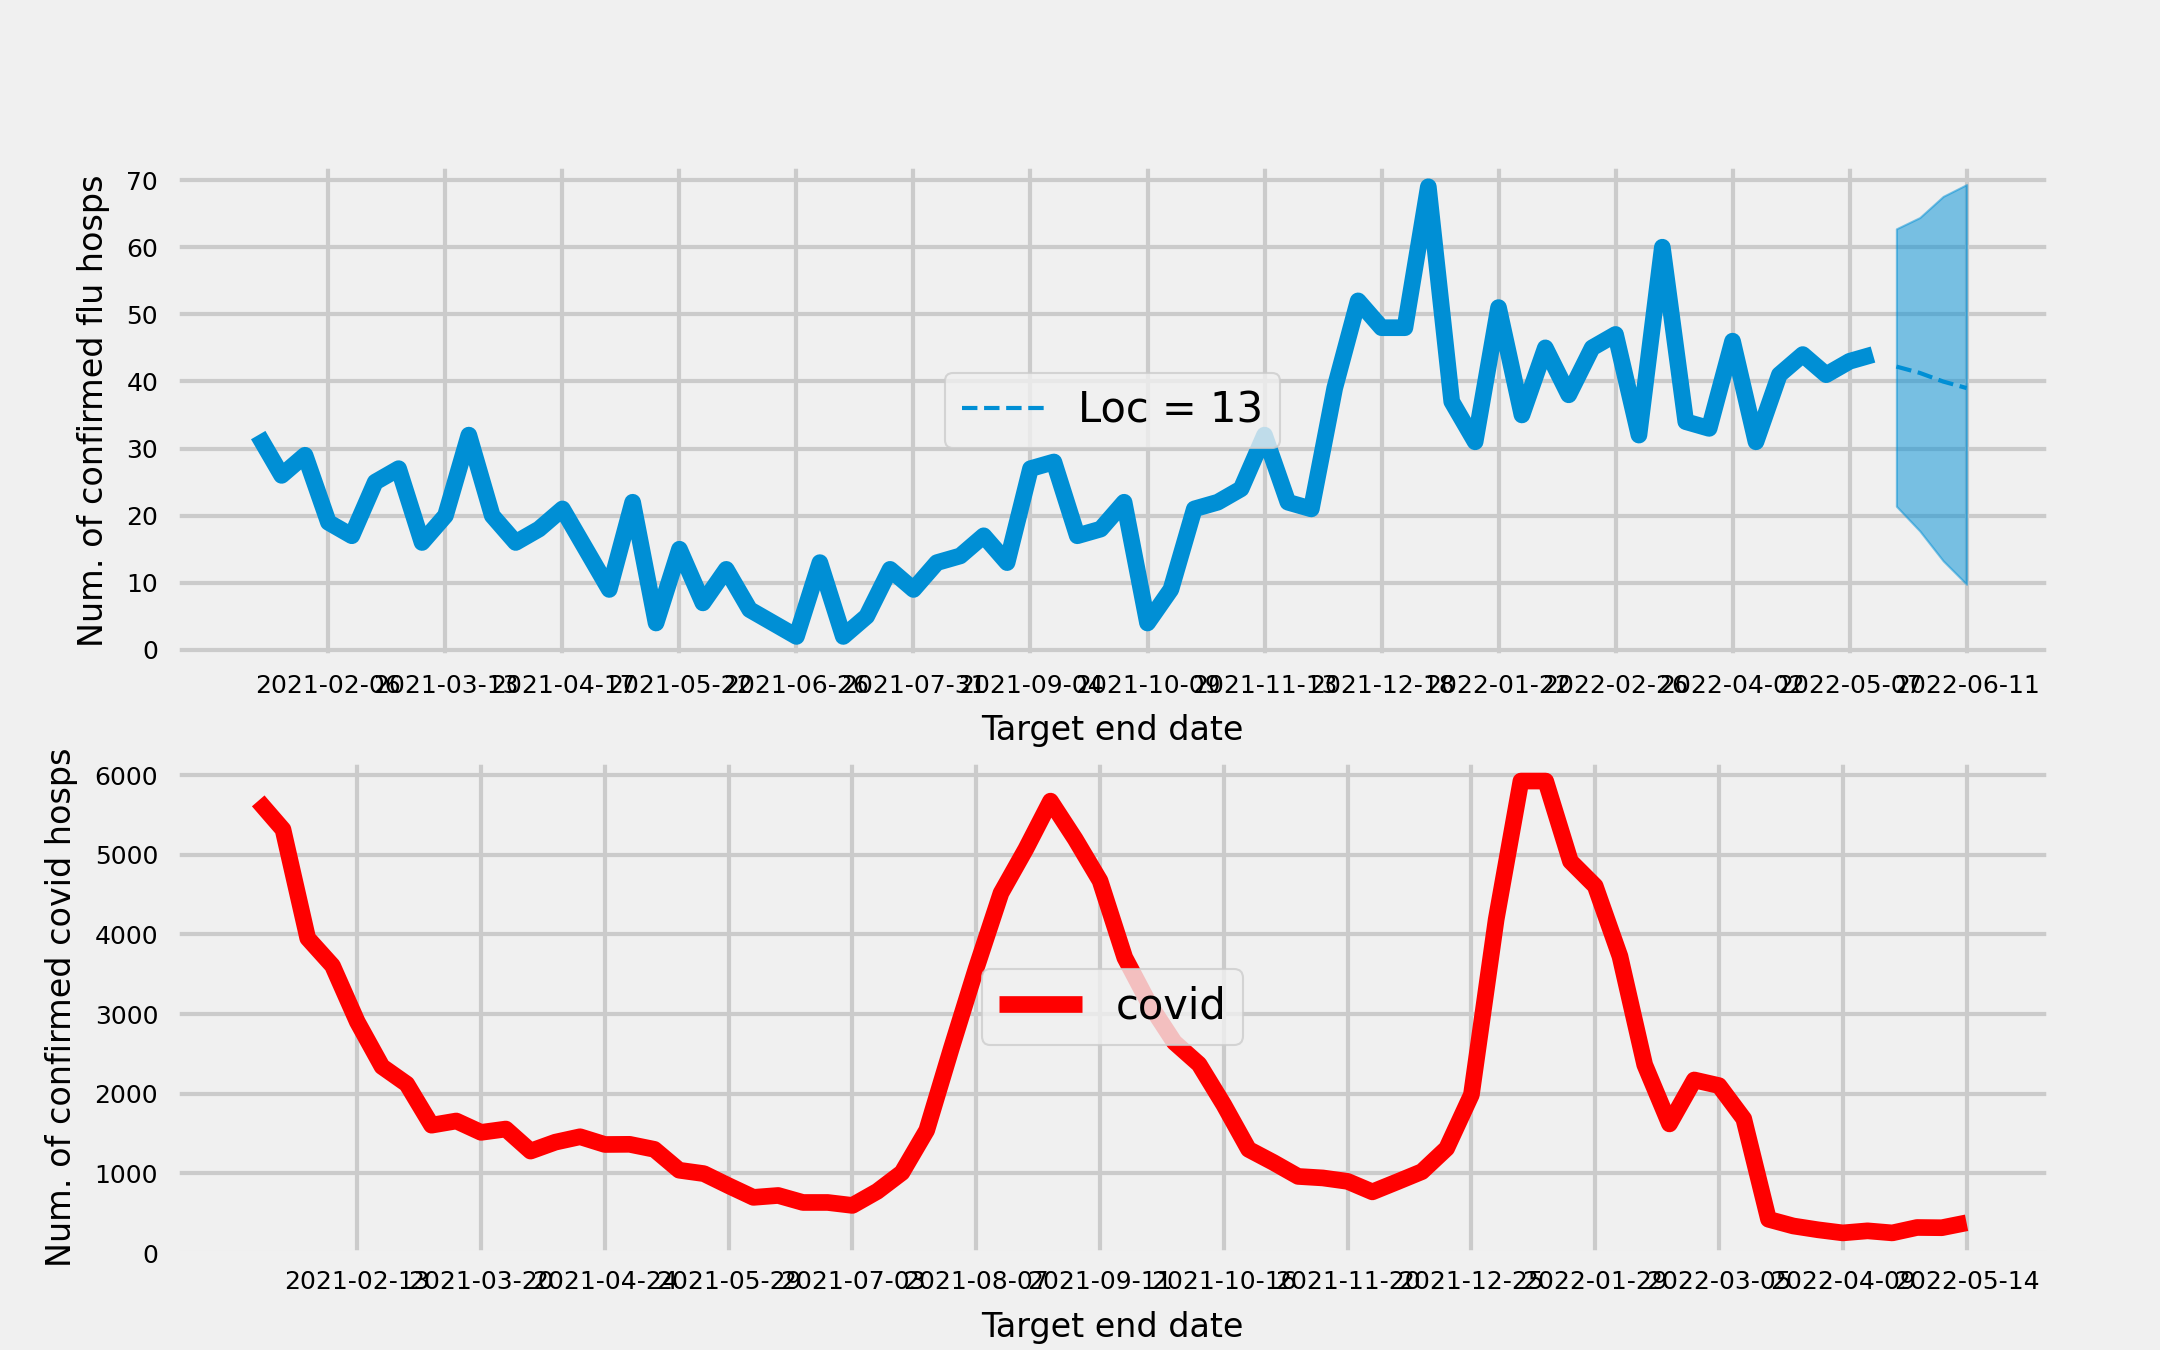 Num. of confirmed flu hosps
70
60
50
40
30
20
10
0
Loc = 13
2021-02-06 2021-03-13 2021-04-17 2021-05-22 2021-06-26 2021-07-31 2021-09-04 2021-10-09 2021-11-13 2021-12-18 2022-01-22 2022-02-26 2022-04-02 2022-05-07 2022-06-11
Target end date
Num. of confirmed covid hosps
6000
5000
4000
3000
2000
1000
0
covid
2021-02-13 2021-03-20 2021-04-24 2021-05-29 2021-07-03 2021-08-07 2021-09-11 2021-10-16 2021-11-20 2021-12-25 2022-01-29 2022-03-05 2022-04-09 2022-05-14
Target end date